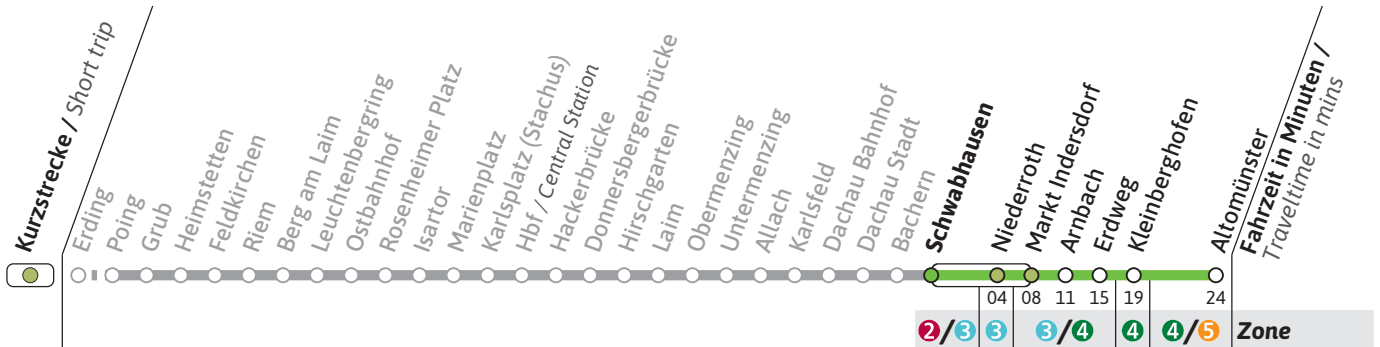 Kurzstrecke / Short trip
Erding
Poing
Grub
Heimstetten
Feldkirchen
Riem
Berg am Laim
Leuchtenbergring
Ostbahnhof
Rosenheimer Platz
Isartor
Marienplatz
Karlsplatz (Stachus)
Hbf / Central Station
Hackerbrücke
Donnersbergerbrücke
Hirschgarten
Laim
Obermenzing
Untermenzing
Allach
Karlsfeld
Dachau Bahnhof
Dachau Stadt
Bachern
Schwabhausen
Niederroth
Markt Indersdorf
Arnbach
Erdweg
Kleinberghofen
Altomünster
Fahrzeit in Minuten /
Traveltime in mins
04 08 11 15 19 24
2/3 3 3/4 4 4/5 Zone